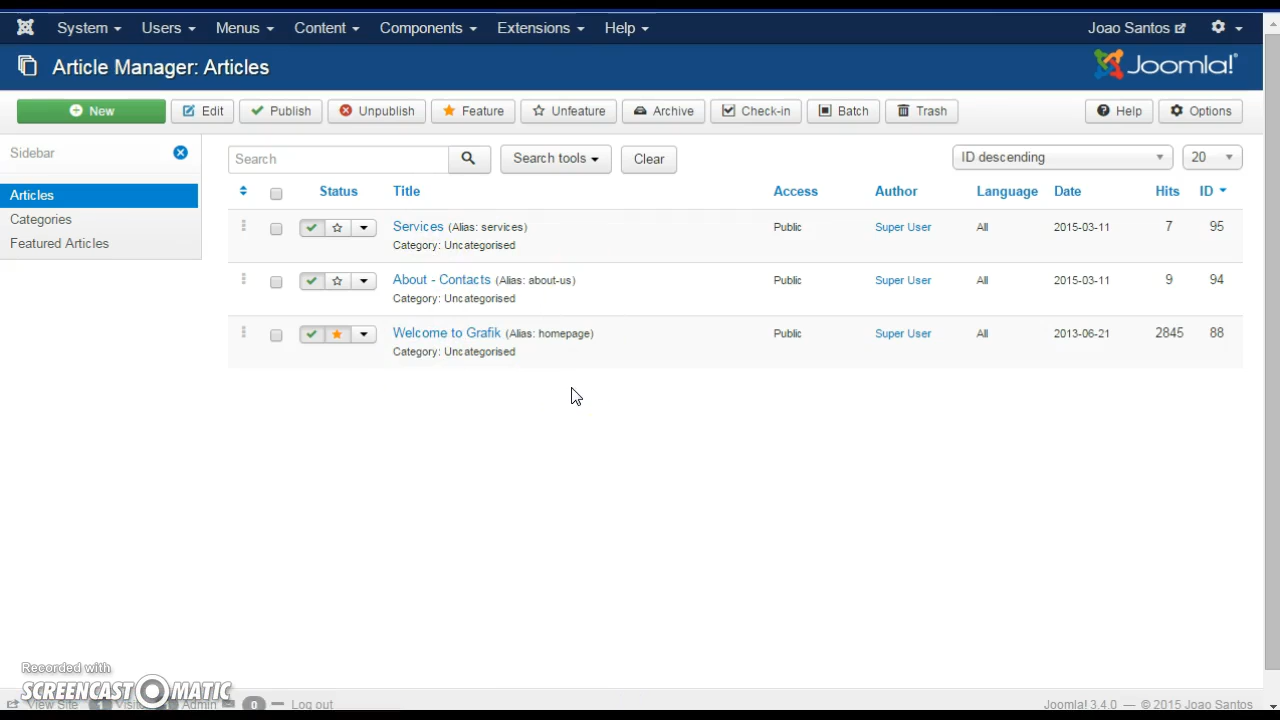 System Users Menus Content Components Extensions Help Joao Santos
Article Manager: Articles Joomla!
New Edit Publish Unpublish Feature Unfeature Archive Check-in Batch Trash Help Options
Sidebar
Articles
Categories
Featured Articles
Search Search tools Clear ID descending 20
Status Title Access Author Language Date Hits ID
Services (Alias: services) Public Super User All 2015-03-11 7 95
Category: Uncategorised
About - Contacts (Alias: about-us) Public Super User All 2015-03-11 9 94
Category: Uncategorised
Welcome to Grafik (Alias: homepage) Public Super User All 2013-06-21 2845 88
Category: Uncategorised
Recorded with
SCREENCAST-O-MATIC
View Site Admin 0 Log out Joomla! 3.4.0 — © 2015 Joao Santos